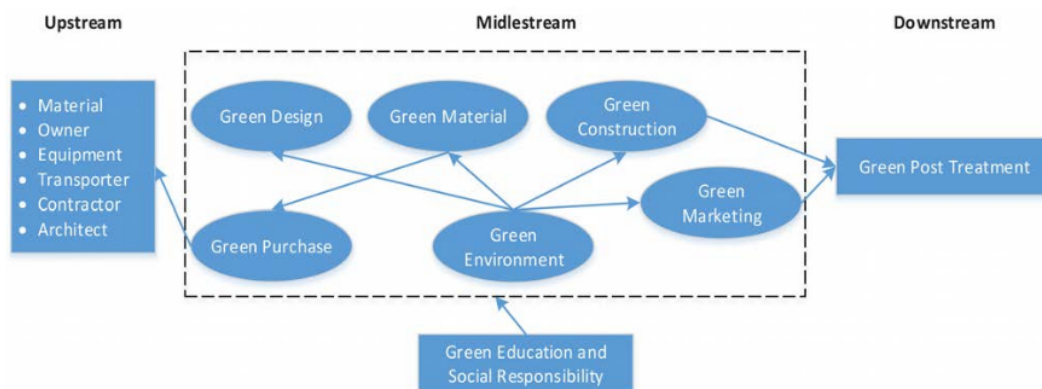 Upstream
Midlestream
Downstream
• Material
• Owner
• Equipment
• Transporter
• Contractor
• Architect
Green Design
Green Material
Green
Construction
Green Marketing
Green Post Treatment
Green Purchase
Green
Environment
Green Education and
Social Responsibility